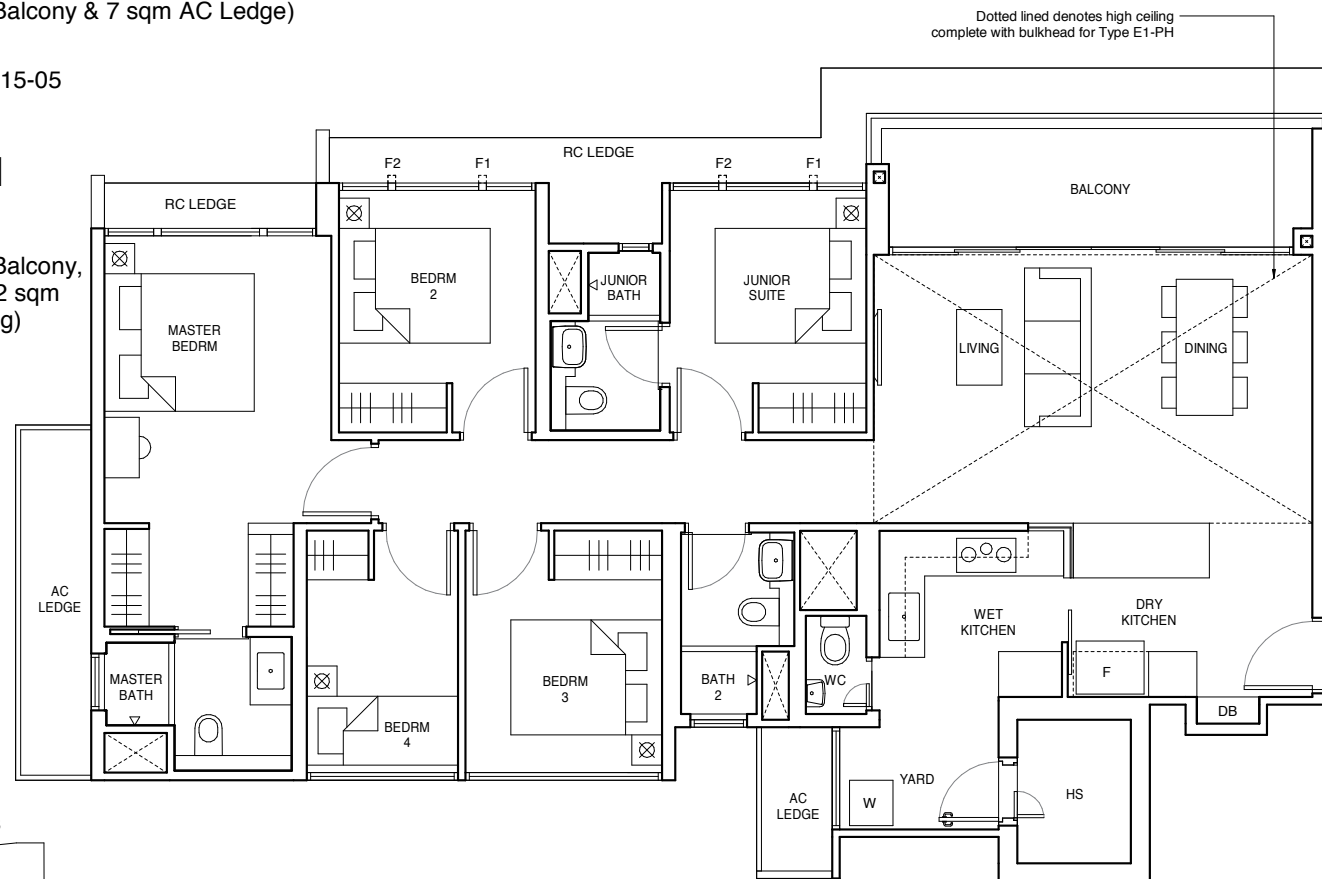 Balcony & 7 sqm AC Ledge)
Dotted lined denotes high ceiling
complete with bulkhead for Type E1-PH
15-05
RC LEDGE
F2
F1
F2
F1
BALCONY
RC LEDGE
Balcony,
2 sqm
g)
BEDRM
2
JUNIOR
BATH
JUNIOR
SUITE
MASTER
BEDRM
LIVING
DINING
AC
LEDGE
WET
KITCHEN
DRY
KITCHEN
MASTER
BATH
BEDRM
3
BATH
2
WC
F
BEDRM
4
DB
YARD
HS
AC
LEDGE
W